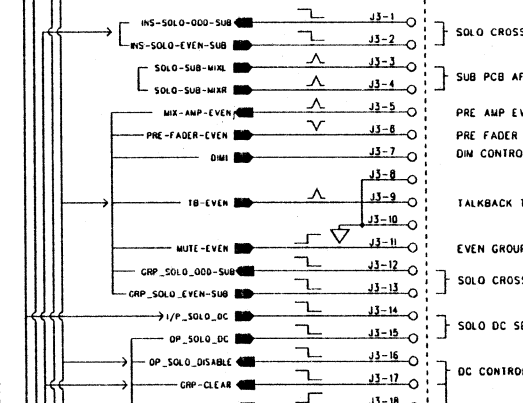 INS-SOLO-ODD-SUB J3-1
INS-SOLO-EVEN-SUB J3-2 SOLO CROSS
SOLO-SUB-MIXL J3-3
SOLO-SUB-MIXR J3-4 SUB PCB AF
MIX-AMP-EVEN J3-5 PRE AMP EV
PRE-FADER-EVEN J3-6 PRE FADER
DIM1 J3-7 DIM CONTRO
J3-8
TB-EVEN J3-9 TALKBACK T
J3-10
MUTE-EVEN J3-11 EVEN GROUP
GRP_SOLO_ODD-SUB J3-12
GRP_SOLO_EVEN-SUB J3-13 SOLO CROSS
I/P_SOLO_DC J3-14
OP_SOLO_DC J3-15 SOLO DC SE
OP_SOLO_DISABLE J3-16
GRP-CLEAR J3-17 DC CONTRO
J3-18